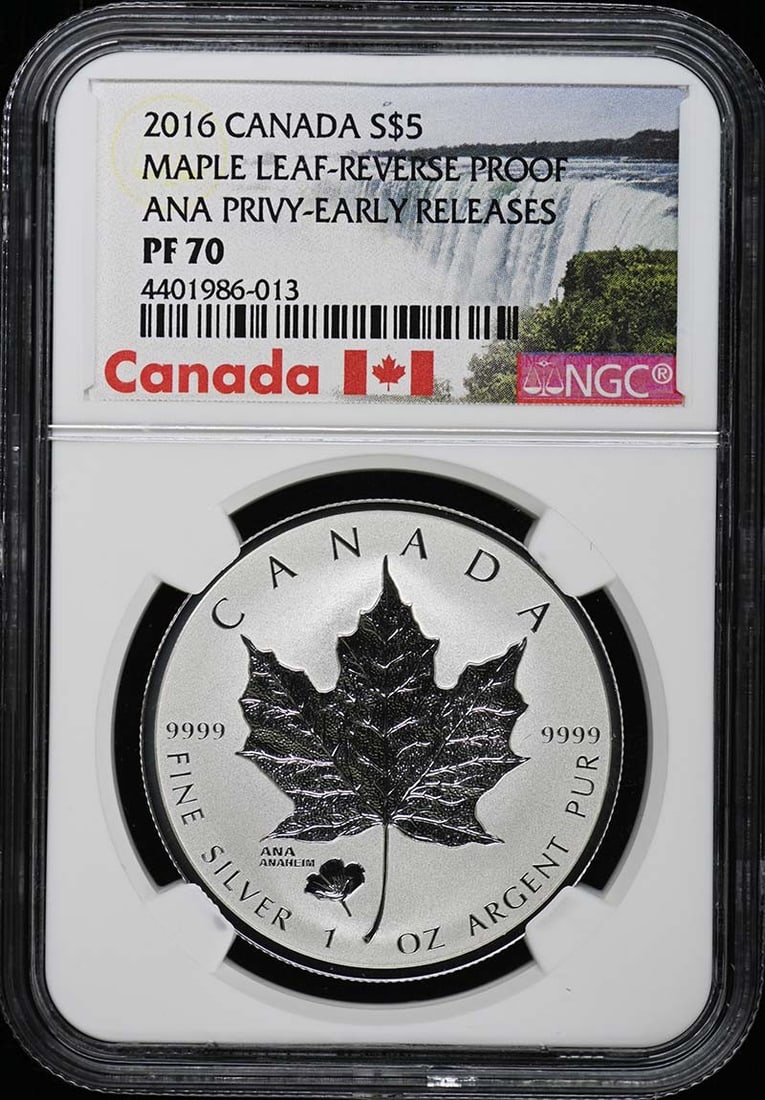 2016 CANADA S$5
MAPLE LEAF-REVERSE PROOF
ANA PRIVY-EARLY RELEASES
PF 70
4401986-013
Canada
NGC®
CANADA
9999
9999
ANA
ANAHEIM
FINE SILVER 1 OZ ARGENT PUR